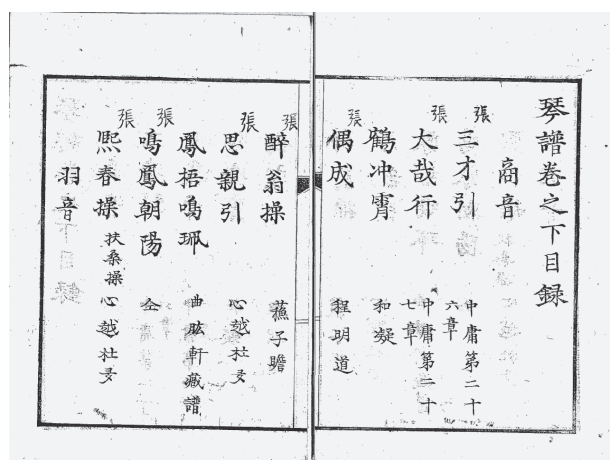 琴譜卷之下目録
商音
張 三才引 中庸第二十六章
張 大哉行 中庸第二十七章
鶴冲霄 和凝
張 偶成 程明道
張 醉翁操 蘓子瞻
張 思親引 心越杜多
鳳梧鳴珮 曲肱軒藏譜
張 鳴鳳朝陽 仝
張 熙春操 扶桑操 心越杜多
羽音